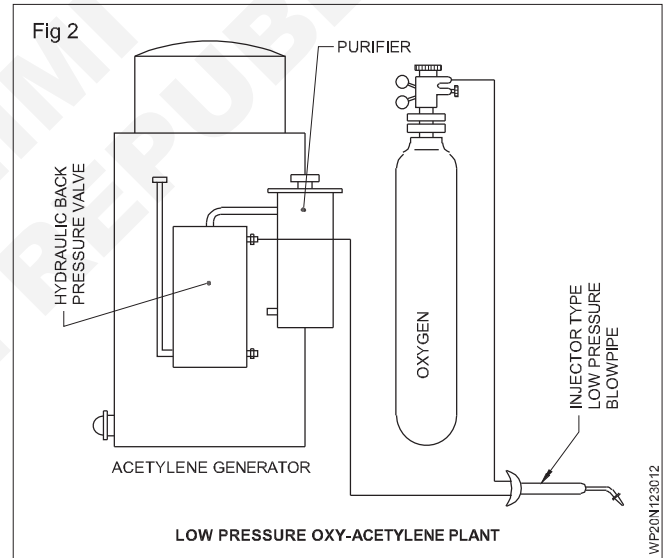 Fig 2
PURIFIER
HYDRAULIC BACK
PRESSURE VALVE
OXYGEN
INJECTOR TYPE
LOW PRESSURE
BLOWPIPE
ACETYLENE GENERATOR
LOW PRESSURE OXY-ACETYLENE PLANT
WP20N123012